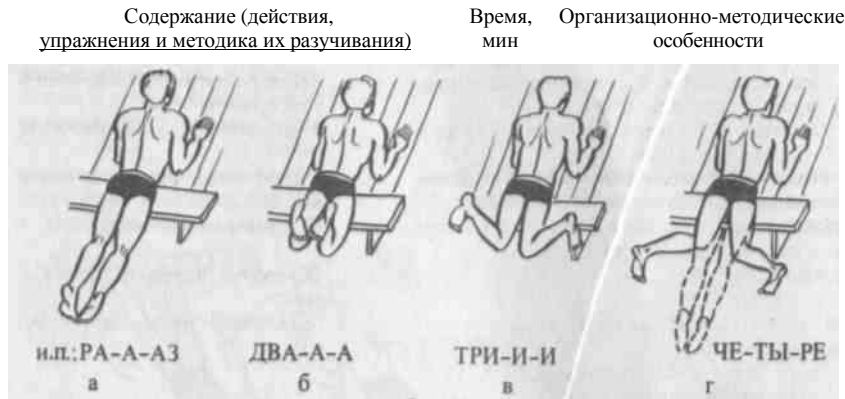 Содержание (действия,
упражнения и методика их разучивания)
Время,
мин
Организационно-методические
особенности
и.п.:РА-А-АЗ
ДВА-А-А
ТРИ-И-И
ЧЕ-ТЫ-РЕ
а
б
в
г